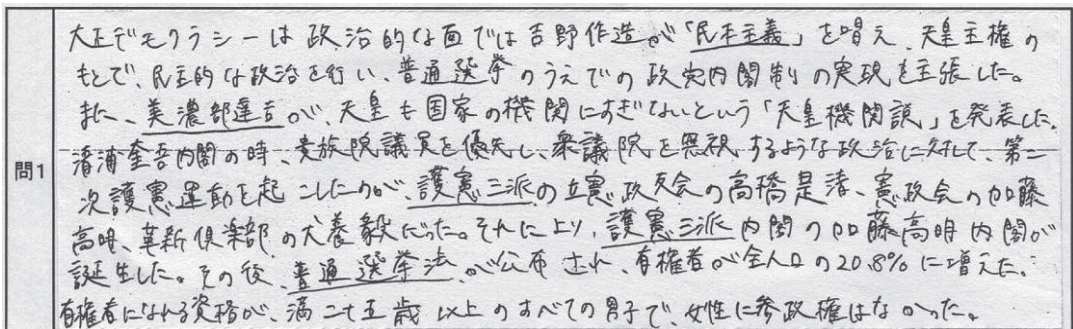 問1
大正デモクラシーは政治的な面では吉野作造が「民本主義」を唱え、天皇主権の
もとで、民主的な政治を行い、普通選挙のうえでの政党内閣制の実現を主張した。
また、美濃部達吉が、天皇も国家の機関にすぎないという「天皇機関説」を発表した。
清浦奎吾内閣の時、貴族院議員を優先し、衆議院を無視するような政治に対して、第二
次護憲運動を起こしたのが、護憲三派の立憲政友会の高橋是清、憲政会の加藤
高明、革新倶楽部の犬養毅だった。それにより、護憲三派内閣の加藤高明内閣が
誕生した。その後、普通選挙法が公布され、有権者が全人口の20.8%に増えた。
有権者になれる資格が、満二十五歳以上のすべての男子で、女性に参政権はなかった。